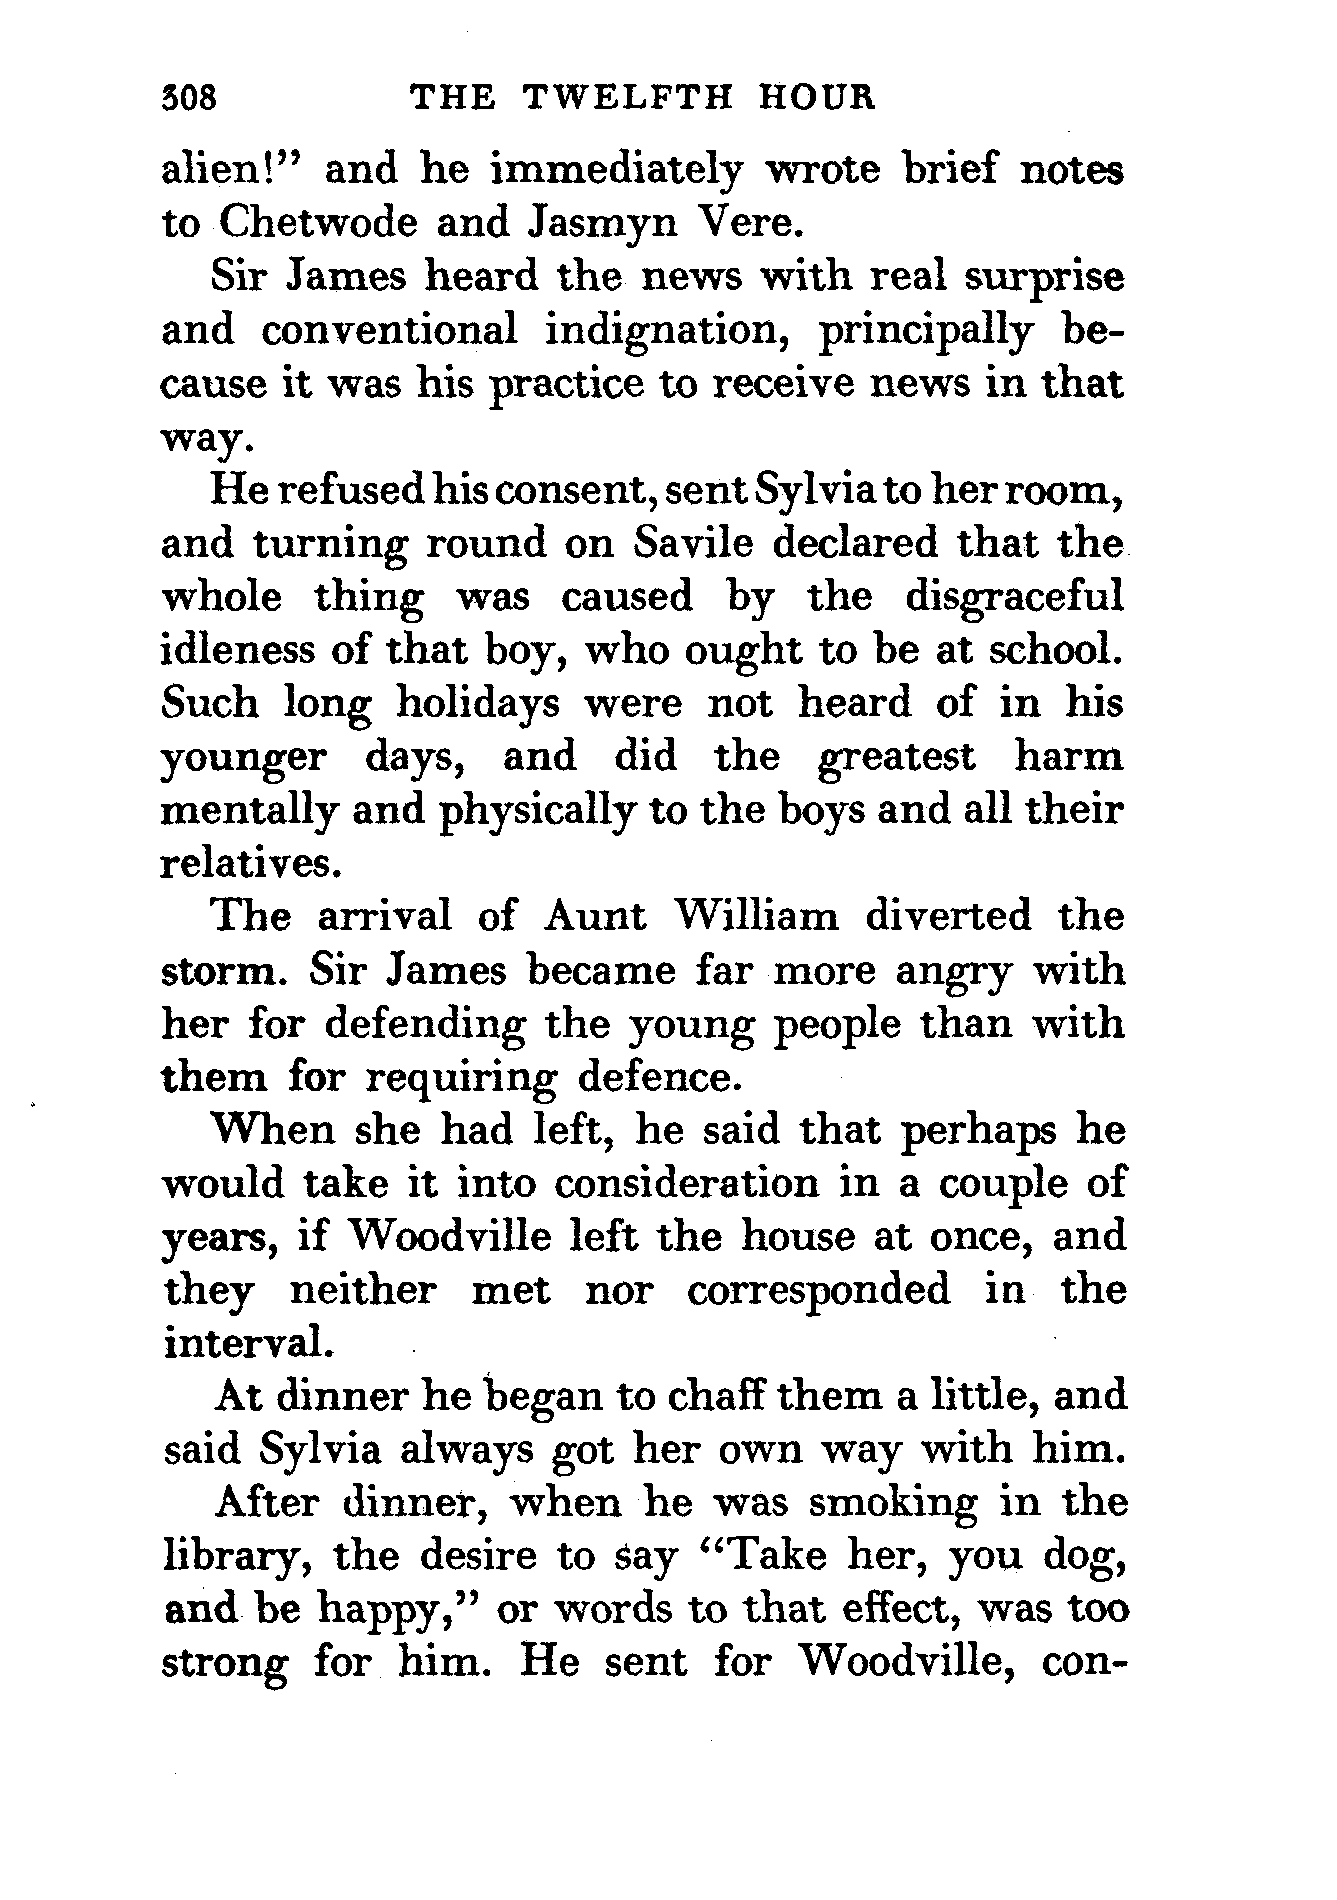 308 THE TWELFTH HOUR
alien!" and he immediately wrote brief notes
to Chetwode and Jasmyn Vere.
Sir James heard the news with real surprise
and conventional indignation, principally be-
cause it was his practice to receive news in that
way.
He refused his consent, sent Sylvia to her room,
and turning round on Savile declared that the
whole thing was caused by the disgraceful
idleness of that boy, who ought to be at school.
Such long holidays were not heard of in his
younger days, and did the greatest harm
mentally and physically to the boys and all their
relatives.
The arrival of Aunt William diverted the
storm. Sir James became far more angry with
her for defending the young people than with
them for requiring defence.
When she had left, he said that perhaps he
would take it into consideration in a couple of
years, if Woodville left the house at once, and
they neither met nor corresponded in the
interval.
At dinner he began to chaff them a little, and
said Sylvia always got her own way with him.
After dinner, when he was smoking in the
library, the desire to say "Take her, you dog,
and be happy," or words to that effect, was too
strong for him. He sent for Woodville, con-